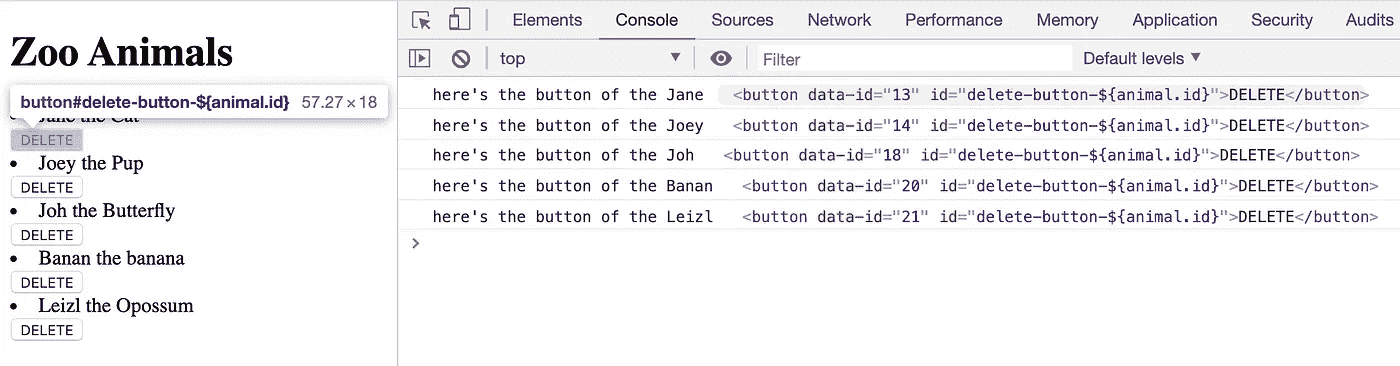 Zoo Animals
button#delete-button-${animal.id} 57.27 × 18
Jane the Cat
DELETE
Joey the Pup
DELETE
Joh the Butterfly
DELETE
Banan the banana
DELETE
Leizl the Opossum
DELETE
Elements Console Sources Network Performance Memory Application Security Audits
top Filter Default levels
here's the button of the Jane <button data-id="13" id="delete-button-${animal.id}">DELETE</button>
here's the button of the Joey <button data-id="14" id="delete-button-${animal.id}">DELETE</button>
here's the button of the Joh <button data-id="18" id="delete-button-${animal.id}">DELETE</button>
here's the button of the Banan <button data-id="20" id="delete-button-${animal.id}">DELETE</button>
here's the button of the Leizl <button data-id="21" id="delete-button-${animal.id}">DELETE</button>